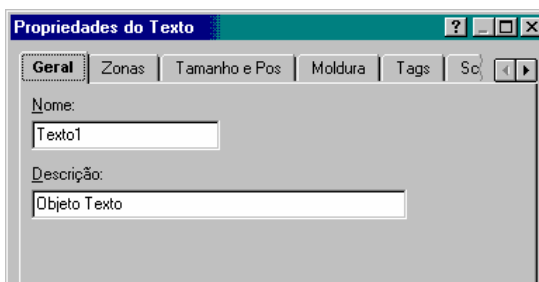 Propriedades do Texto
Geral Zonas Tamanho e Pos Moldura Tags
Nome:
Texto1
Descrição:
Objeto Texto